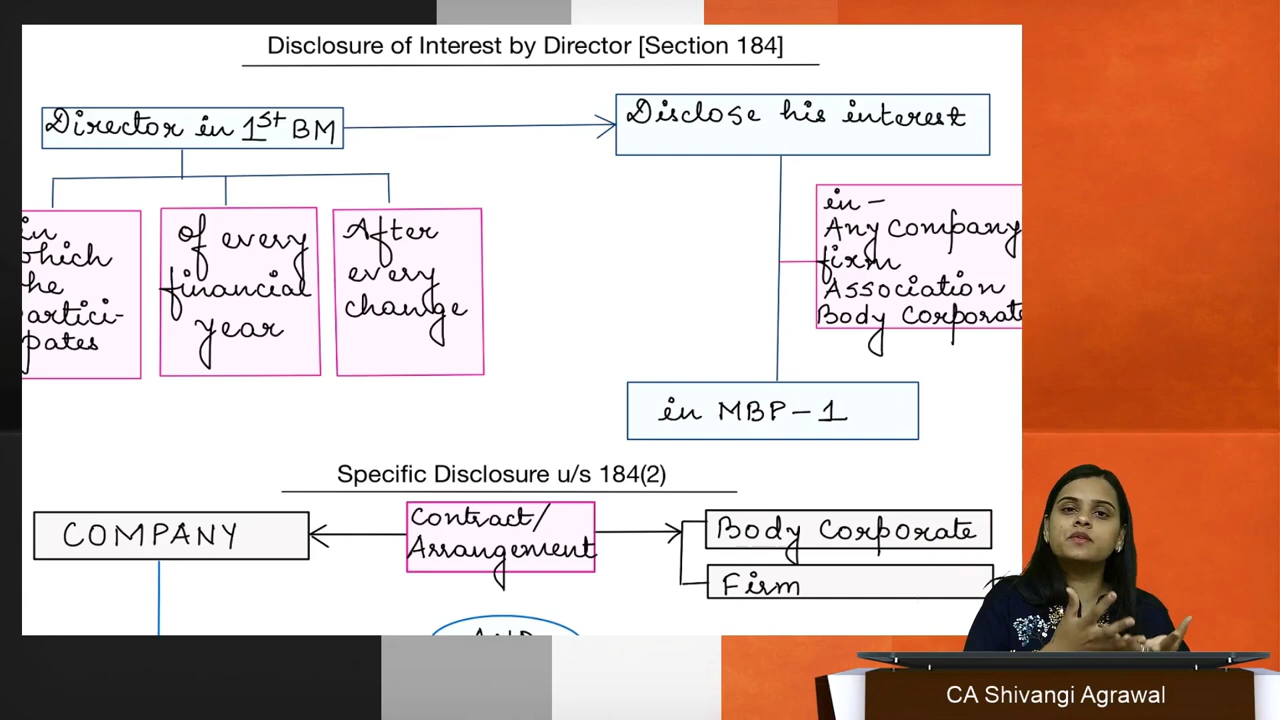 Disclosure of Interest by Director [Section 184]
Director in 1st BM
Disclose his interest
in
which
he
partici-
pates
of every
financial
year
After
every
change
in -
Any Company
firm
Association
Body Corporate
in MBP-1
Specific Disclosure u/s 184(2)
COMPANY
Contract/
Arrangement
Body Corporate
Firm
CA Shivangi Agrawal